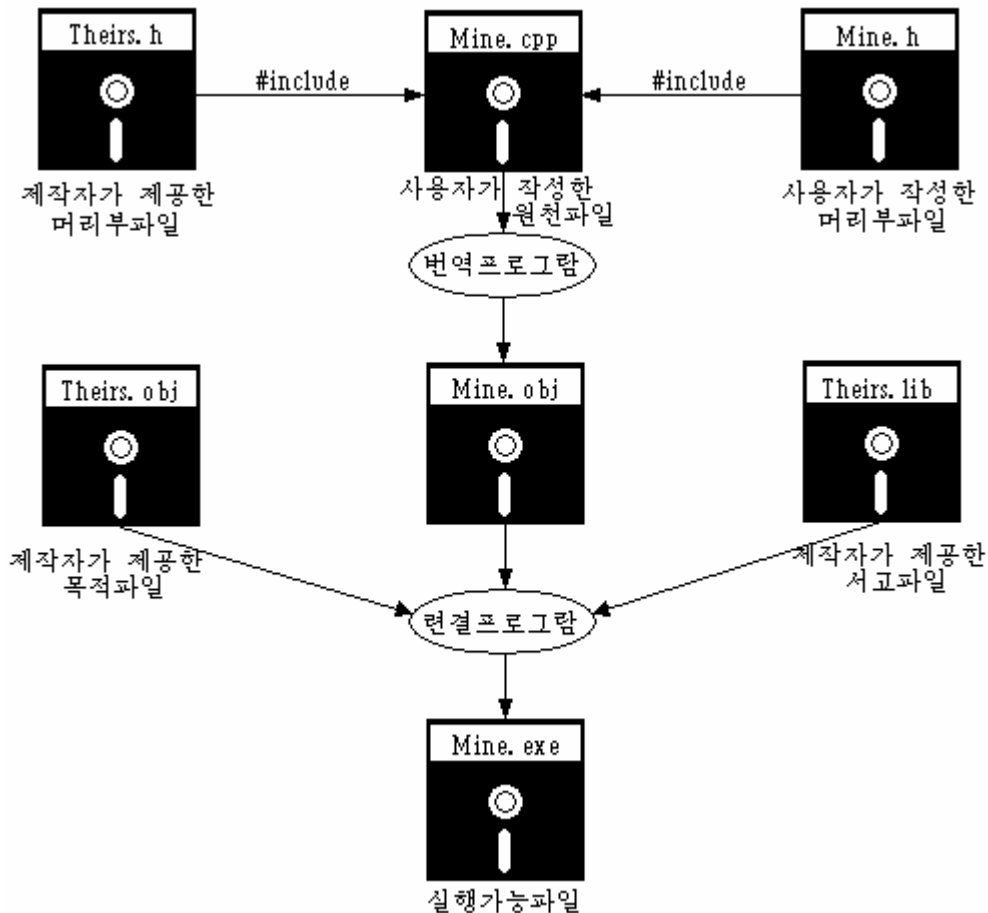 Theirs.h
Mine.cpp
Mine.h
#include
#include
제작자가 제공한
머리부파일
사용자가 작성한
원천파일
사용자가 작성한
머리부파일
번역프로그람
Theirs.obj
Mine.obj
Theirs.lib
제작자가 제공한
목적파일
제작자가 제공한
서고파일
련결프로그람
Mine.exe
실행가능파일